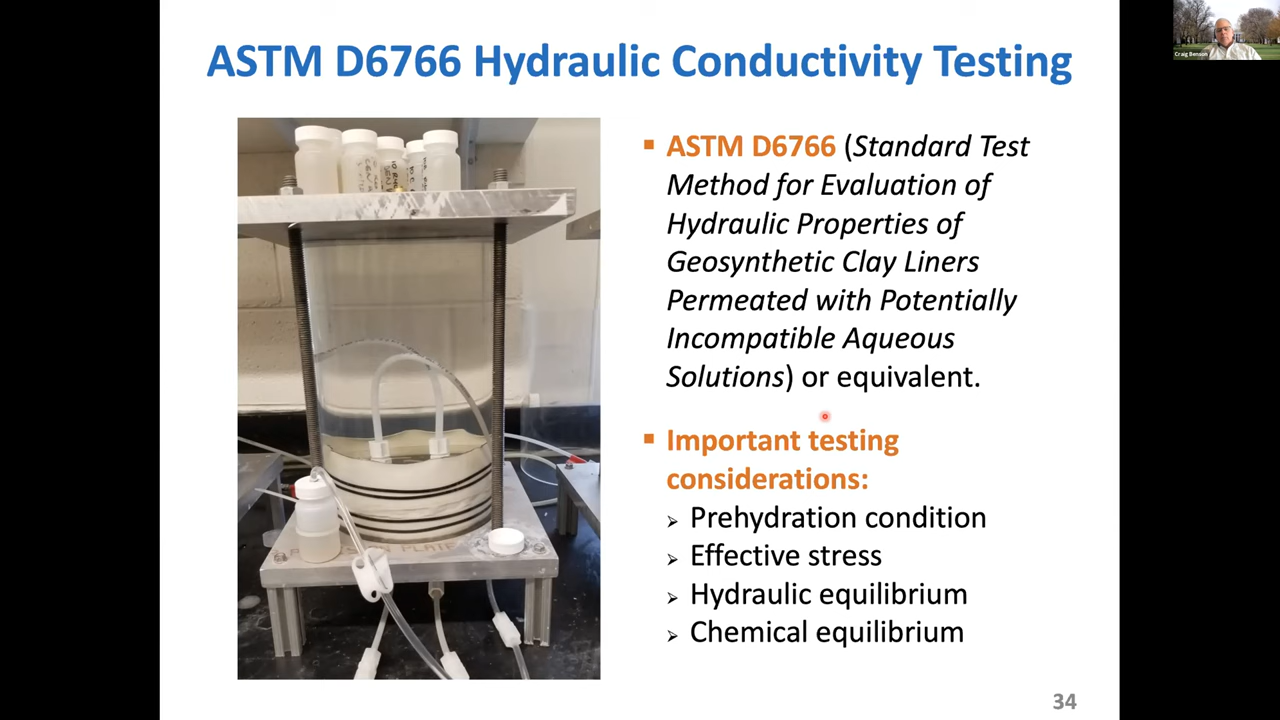 ASTM D6766 Hydraulic Conductivity Testing
Craig Benson
▪ ASTM D6766 (Standard Test
Method for Evaluation of
Hydraulic Properties of
Geosynthetic Clay Liners
Permeated with Potentially
Incompatible Aqueous
Solutions) or equivalent.
▪ Important testing
considerations:
➢ Prehydration condition
➢ Effective stress
➢ Hydraulic equilibrium
➢ Chemical equilibrium
34